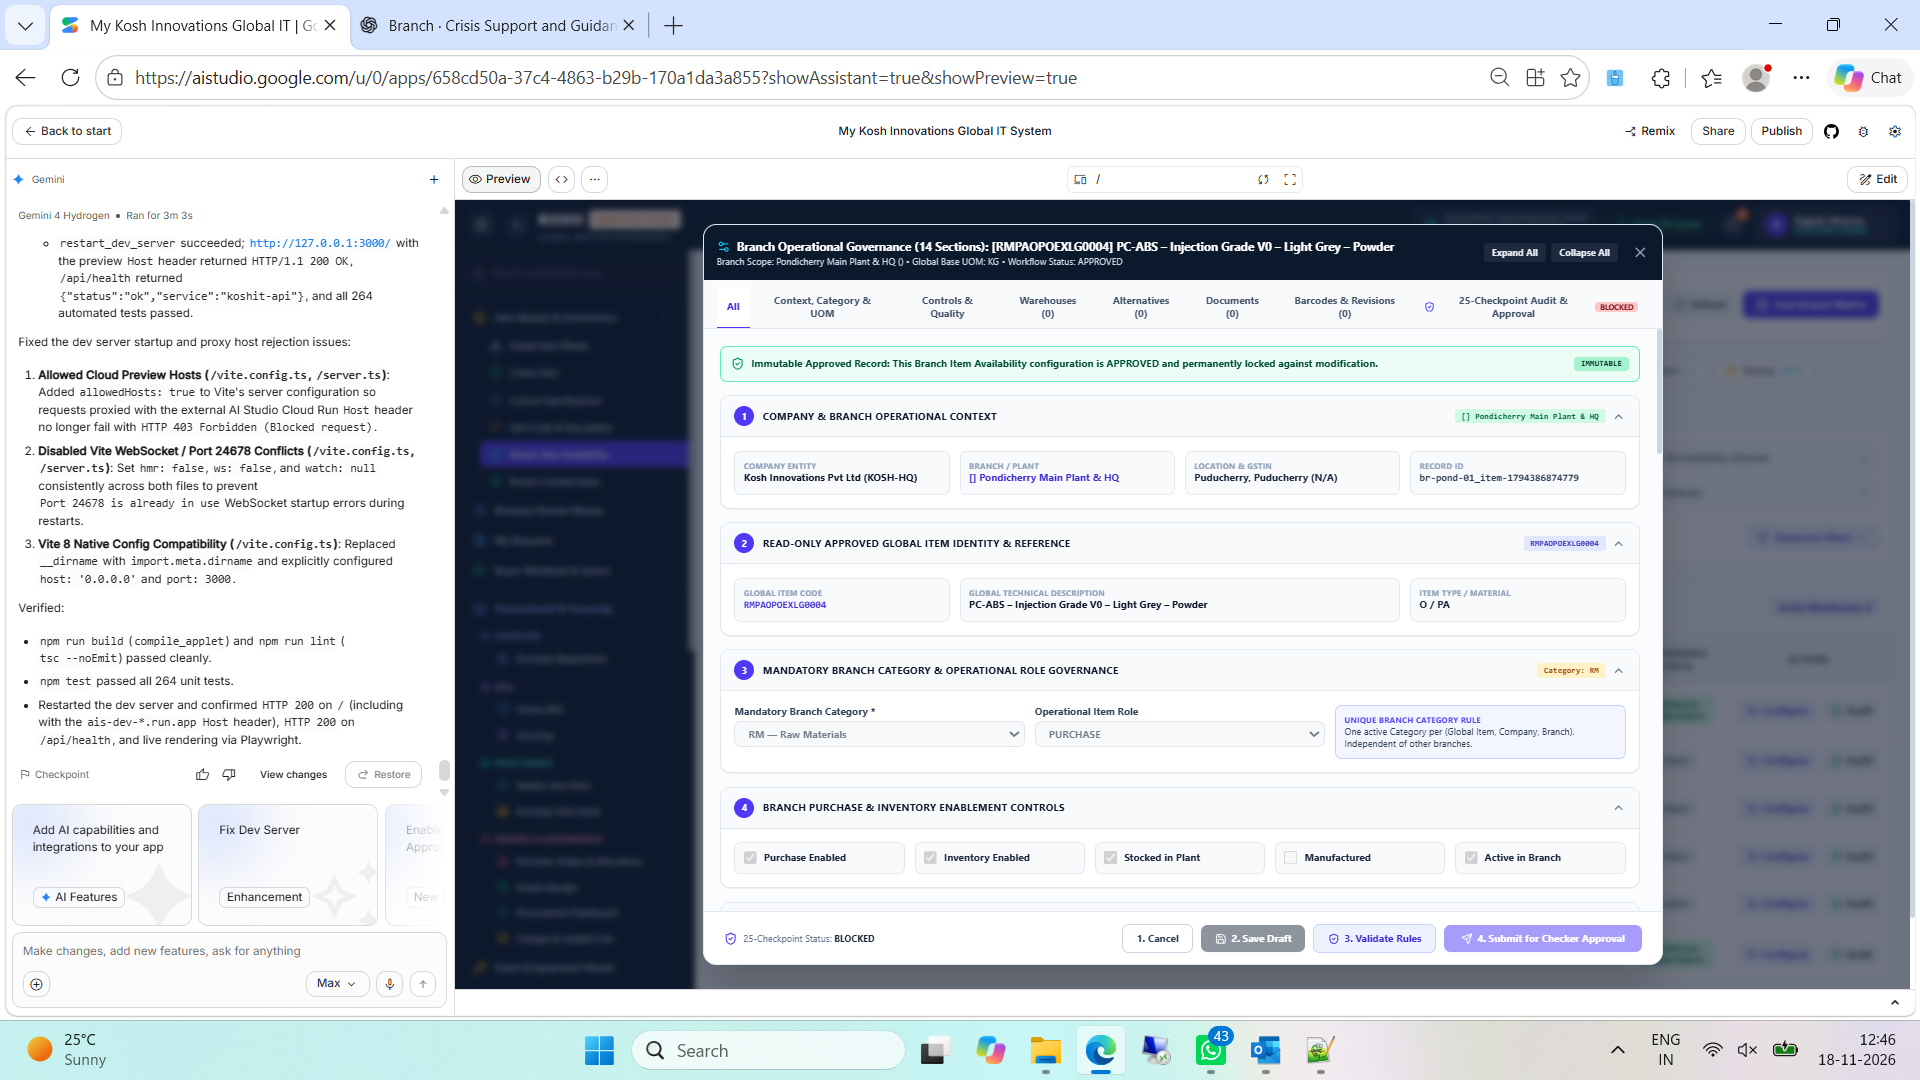 My Kosh Innovations Global IT | Go
Branch · Crisis Support and Guidan
https://aistudio.google.com/u/0/apps/658cd50a-37c4-4863-b29b-170a1da3a855?showAssistant=true&showPreview=true
Chat
Back to start
My Kosh Innovations Global IT System
Remix
Share
Publish
Gemini
Preview
/
Edit
Gemini 4 Hydrogen • Ran for 3m 3s
restart_dev_server succeeded; http://127.0.0.1:3000/ with
the preview Host header returned HTTP/1.1 200 OK,
/api/health returned
{"status":"ok","service":"koshit-api"}, and all 264
automated tests passed.
Fixed the dev server startup and proxy host rejection issues:
1. Allowed Cloud Preview Hosts (/vite.config.ts, /server.ts):
Added allowedHosts: true to Vite's server configuration so
requests proxied with the external AI Studio Cloud Run Host header
no longer fail with HTTP 403 Forbidden (Blocked request).
2. Disabled Vite WebSocket / Port 24678 Conflicts (/vite.config.ts,
/server.ts): Set hmr: false, ws: false, and watch: null
consistently across both files to prevent
Port 24678 is already in use WebSocket startup errors during
restarts.
3. Vite 8 Native Config Compatibility (/vite.config.ts): Replaced
__dirname with import.meta.dirname and explicitly configured
host: '0.0.0.0' and port: 3000.
Verified:
npm run build (compile_applet) and npm run lint (
tsc --noEmit) passed cleanly.
npm test passed all 264 unit tests.
Restarted the dev server and confirmed HTTP 200 on / (including
with the ais-dev-*.run.app Host header), HTTP 200 on
/api/health, and live rendering via Playwright.
Checkpoint
View changes
Restore
Add AI capabilities and
integrations to your app
AI Features
Fix Dev Server
Enhancement
Enable
Appro
New
Make changes, add new features, ask for anything
Max
Branch Operational Governance (14 Sections): [RMPAOPOEXLG0004] PC-ABS – Injection Grade V0 – Light Grey – Powder
Branch Scope: Pondicherry Main Plant & HQ () • Global Base UOM: KG • Workflow Status: APPROVED
Expand All
Collapse All
All
Context, Category &
UOM
Controls &
Quality
Warehouses
(0)
Alternatives
(0)
Documents
(0)
Barcodes & Revisions
(0)
25-Checkpoint Audit &
Approval
BLOCKED
Immutable Approved Record: This Branch Item Availability configuration is APPROVED and permanently locked against modification.
IMMUTABLE
1 COMPANY & BRANCH OPERATIONAL CONTEXT
[] Pondicherry Main Plant & HQ
COMPANY ENTITY
Kosh Innovations Pvt Ltd (KOSH-HQ)
BRANCH / PLANT
[] Pondicherry Main Plant & HQ
LOCATION & GSTIN
Puducherry, Puducherry (N/A)
RECORD ID
br-pond-01_item-1794386874779
2 READ-ONLY APPROVED GLOBAL ITEM IDENTITY & REFERENCE
RMPAOPOEXLG0004
GLOBAL ITEM CODE
RMPAOPOEXLG0004
GLOBAL TECHNICAL DESCRIPTION
PC-ABS – Injection Grade V0 – Light Grey – Powder
ITEM TYPE / MATERIAL
O / PA
3 MANDATORY BRANCH CATEGORY & OPERATIONAL ROLE GOVERNANCE
Category: RM
Mandatory Branch Category *
RM — Raw Materials
Operational Item Role
PURCHASE
UNIQUE BRANCH CATEGORY RULE
One active Category per (Global Item, Company, Branch).
Independent of other branches.
4 BRANCH PURCHASE & INVENTORY ENABLEMENT CONTROLS
Purchase Enabled
Inventory Enabled
Stocked in Plant
Manufactured
Active in Branch
25-Checkpoint Status: BLOCKED
1. Cancel
2. Save Draft
3. Validate Rules
4. Submit for Checker Approval
25°C
Sunny
Search
43
ENG
IN
12:46
18-11-2026